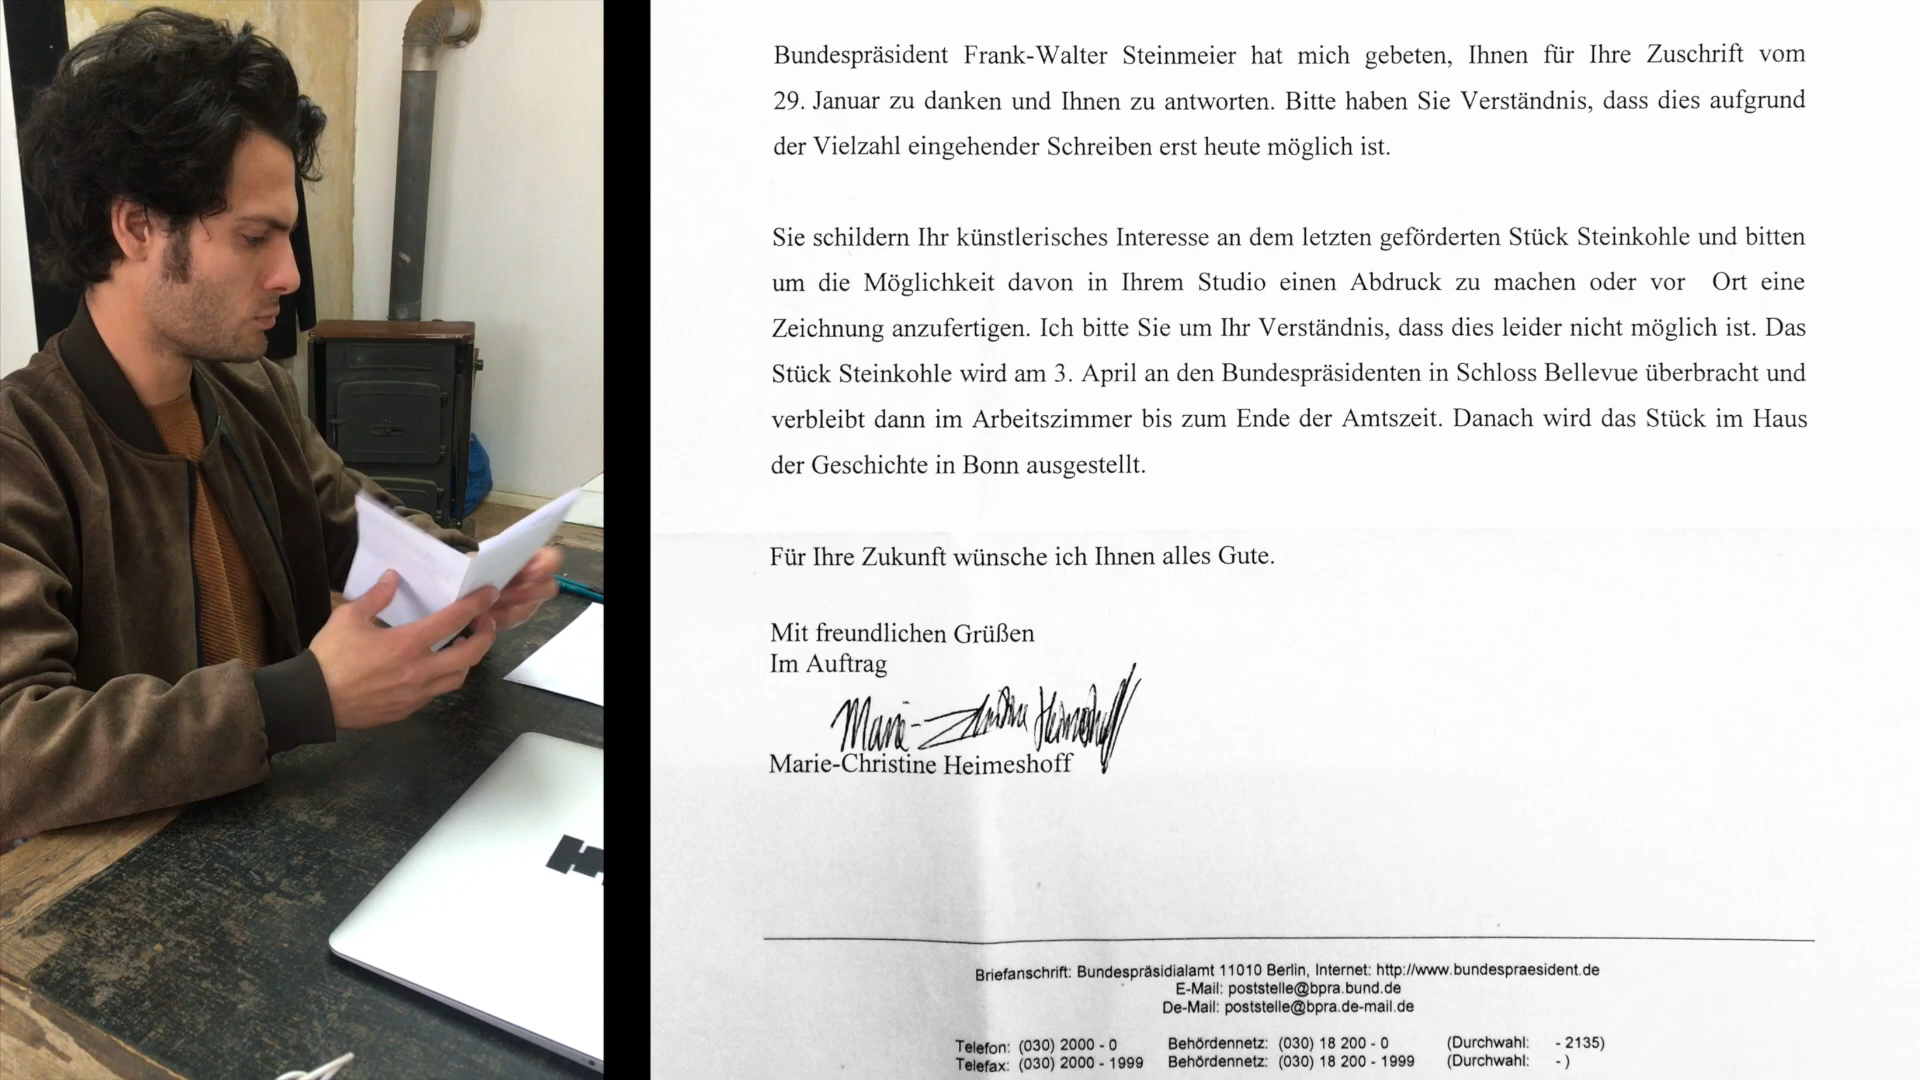 Bundespräsident Frank-Walter Steinmeier hat mich gebeten, Ihnen für Ihre Zuschrift vom
29. Januar zu danken und Ihnen zu antworten. Bitte haben Sie Verständnis, dass dies aufgrund
der Vielzahl eingehender Schreiben erst heute möglich ist.
Sie schildern Ihr künstlerisches Interesse an dem letzten geförderten Stück Steinkohle und bitten
um die Möglichkeit davon in Ihrem Studio einen Abdruck zu machen oder vor Ort eine
Zeichnung anzufertigen. Ich bitte Sie um Ihr Verständnis, dass dies leider nicht möglich ist. Das
Stück Steinkohle wird am 3. April an den Bundespräsidenten in Schloss Bellevue überbracht und
verbleibt dann im Arbeitszimmer bis zum Ende der Amtszeit. Danach wird das Stück im Haus
der Geschichte in Bonn ausgestellt.
Für Ihre Zukunft wünsche ich Ihnen alles Gute.
Mit freundlichen Grüßen
Im Auftrag
Marie-Christine Heimeshoff
Marie-Christine Heimeshoff
Briefanschrift: Bundespräsidialamt 11010 Berlin, Internet: http://www.bundespraesident.de
E-Mail: poststelle@bpra.bund.de
De-Mail: poststelle@bpra.de-mail.de
Telefon: (030) 2000 - 0 Behördennetz: (030) 18 200 - 0 (Durchwahl: - 2135)
Telefax: (030) 2000 - 1999 Behördennetz: (030) 18 200 - 1999 (Durchwahl: - )